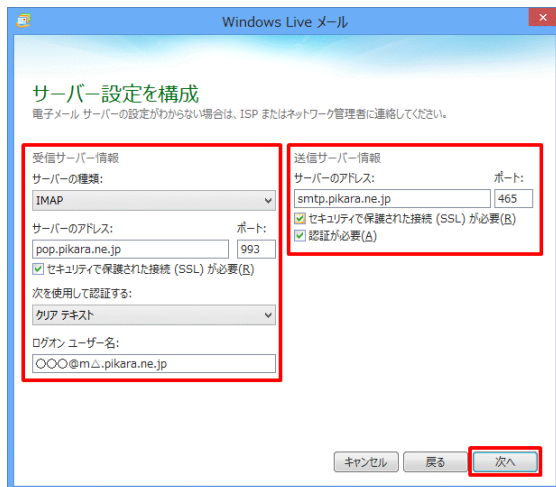 Windows Live メール
サーバー設定を構成
電子メール サーバーの設定がわからない場合は、ISP またはネットワーク管理者に連絡してください。
受信サーバー情報
サーバーの種類:
IMAP
サーバーのアドレス: ポート:
pop.pikara.ne.jp 993
セキュリティで保護された接続 (SSL) が必要(R)
次を使用して認証する:
クリア テキスト
ログオン ユーザー名:
○○○@m△.pikara.ne.jp
送信サーバー情報
サーバーのアドレス: ポート:
smtp.pikara.ne.jp 465
セキュリティで保護された接続 (SSL) が必要(R)
認証が必要(A)
キャンセル 戻る 次へ